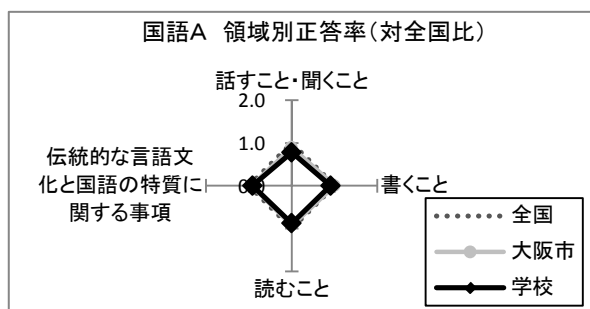 国語A 領域別正答率(対全国比)
話すこと・聞くこと
2.0
1.0
0.0
伝統的な言語文
化と国語の特質に
関する事項
書くこと
読むこと
全国
大阪市
学校